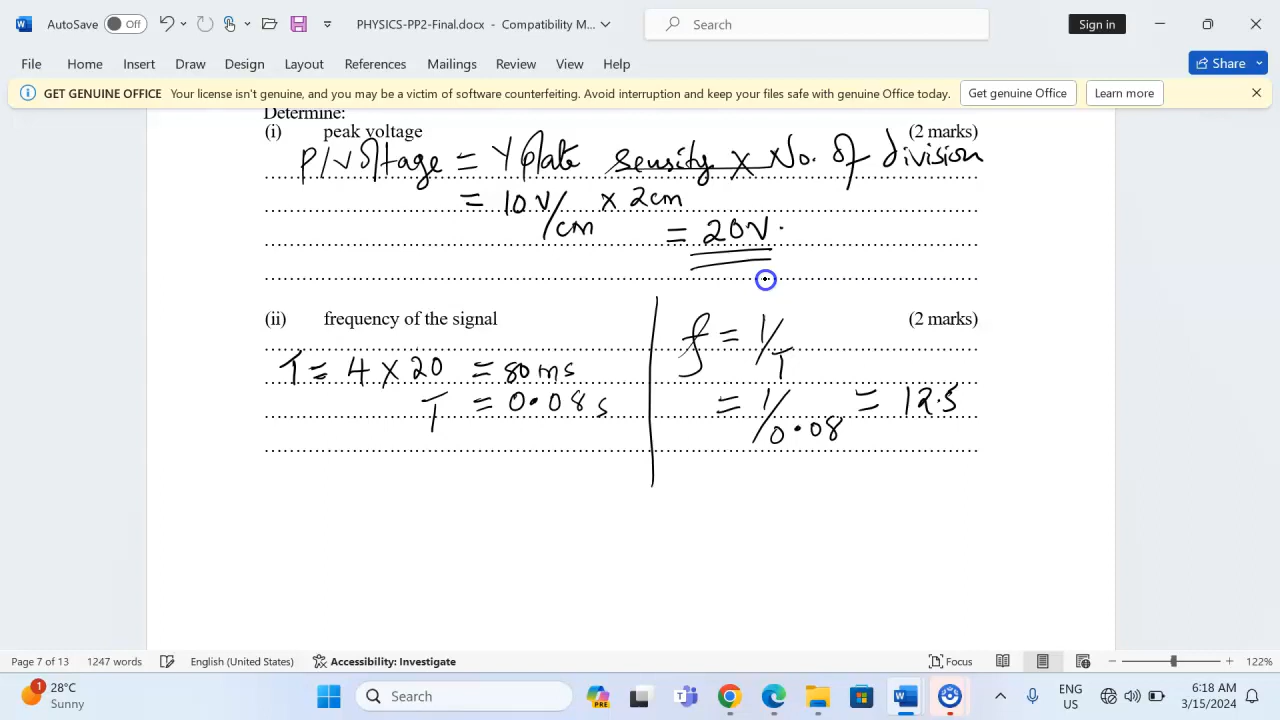 AutoSave Off PHYSICS-PP2-Final.docx - Compatibility M... Search Sign in
File Home Insert Draw Design Layout References Mailings Review View Help Share
GET GENUINE OFFICE Your license isn't genuine, and you may be a victim of software counterfeiting. Avoid interruption and keep your files safe with genuine Office today. Get genuine Office Learn more
Determine:
(i) peak voltage (2 marks)
P/voltage = Y plate sensity × No. of division
= 10 V/cm × 2cm
= 20V.
(ii) frequency of the signal (2 marks)
T = 4 × 20 = 80ms
T = 0.08s
f = 1/T
= 1/0.08 = 12.5
Page 7 of 13 1247 words English (United States) Accessibility: Investigate Focus 122%
28°C
Sunny
Search
PRE
ENG
US
6:18 AM
3/15/2024
1